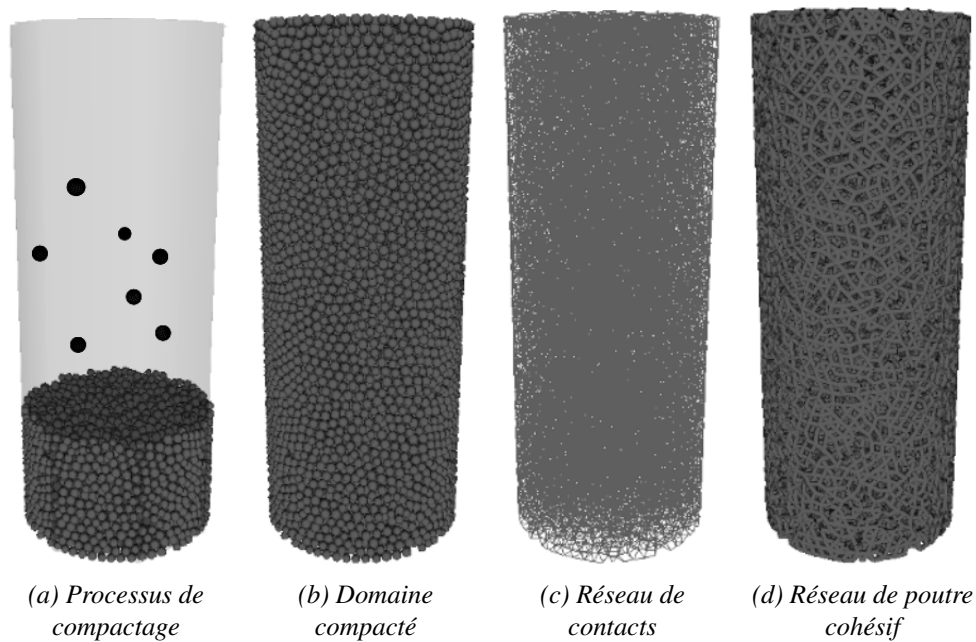 (a) Processus de
compactage
(b) Domaine
compacté
(c) Réseau de
contacts
(d) Réseau de poutre
cohésif